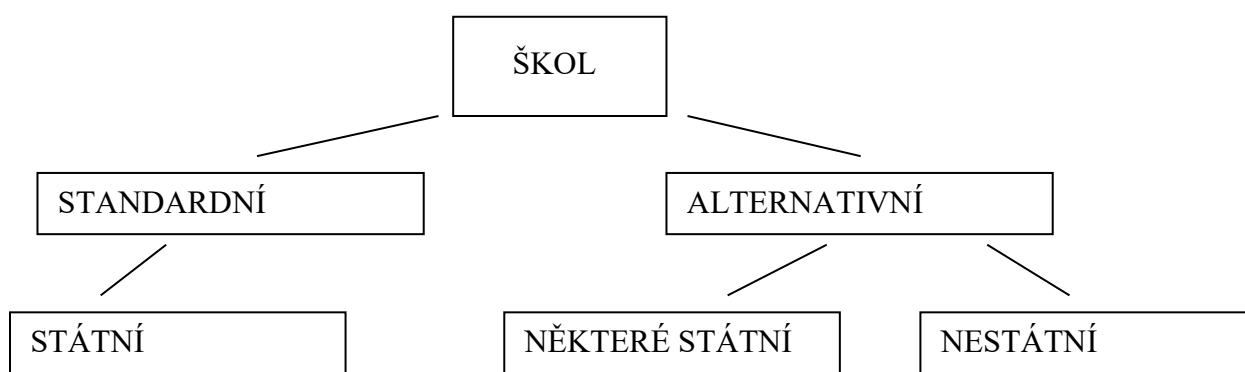 ŠKOL
STANDARDNÍ
ALTERNATIVNÍ
STÁTNÍ
NĚKTERÉ STÁTNÍ
NESTÁTNÍ